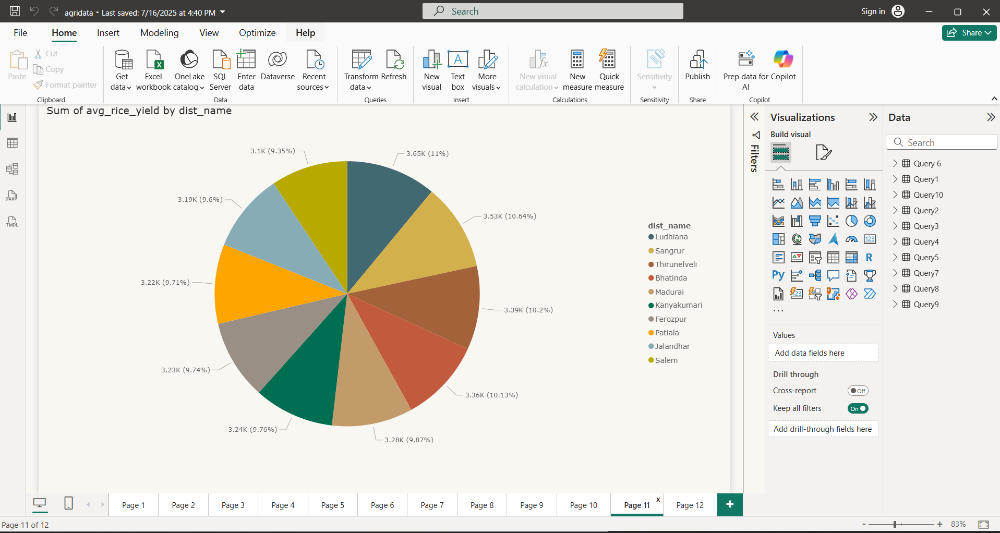 agridata • Last saved: 7/16/2025 at 4:40 PM
Search
Sign in
File Home Insert Modeling View Optimize Help
Share
Paste
Cut
Copy
Format painter
Clipboard
Get data
Excel workbook
OneLake catalog
SQL Server
Enter data
Dataverse
Recent sources
Data
Transform data
Refresh
Queries
New visual
Text box
More visuals
Insert
New visual calculation
New measure
Quick measure
Calculations
Sensitivity
Sensitivity
Publish
Share
Prep data for AI
Copilot
Copilot
DAX
TMDL
Sum of avg_rice_yield by dist_name
3.1K (9.35%)
3.65K (11%)
3.19K (9.6%)
3.53K (10.64%)
3.22K (9.71%)
3.39K (10.2%)
3.23K (9.74%)
3.36K (10.13%)
3.24K (9.76%)
3.28K (9.87%)
dist_name
Ludhiana
Sangrur
Thirunelveli
Bhatinda
Madurai
Kanyakumari
Ferozpur
Patiala
Jalandhar
Salem
Filters
Visualizations
Build visual
123
R
Py
123
...
Values
Add data fields here
Drill through
Cross-report
Off
Keep all filters
On
Add drill-through fields here
Data
Search
Query 6
Query1
Query10
Query2
Query3
Query4
Query5
Query7
Query8
Query9
Page 1 Page 2 Page 3 Page 4 Page 5 Page 6 Page 7 Page 8 Page 9 Page 10 Page 11 x Page 12 +
Page 11 of 12
- + 83%